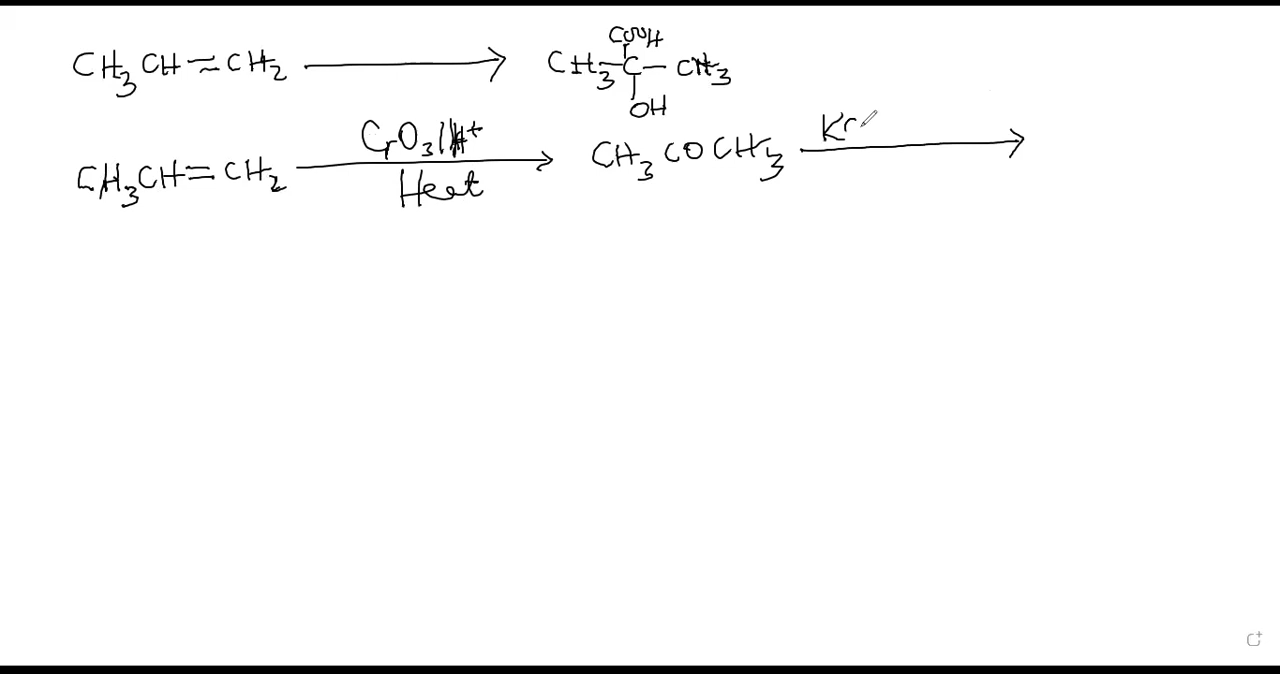 CH₃CH=CH₂ ⟶ CH₃-C(COOH)(OH)-CH₃
CH₃CH=CH₂ —CrO₃/H⁺, Heat⟶ CH₃COCH₃ —⟶